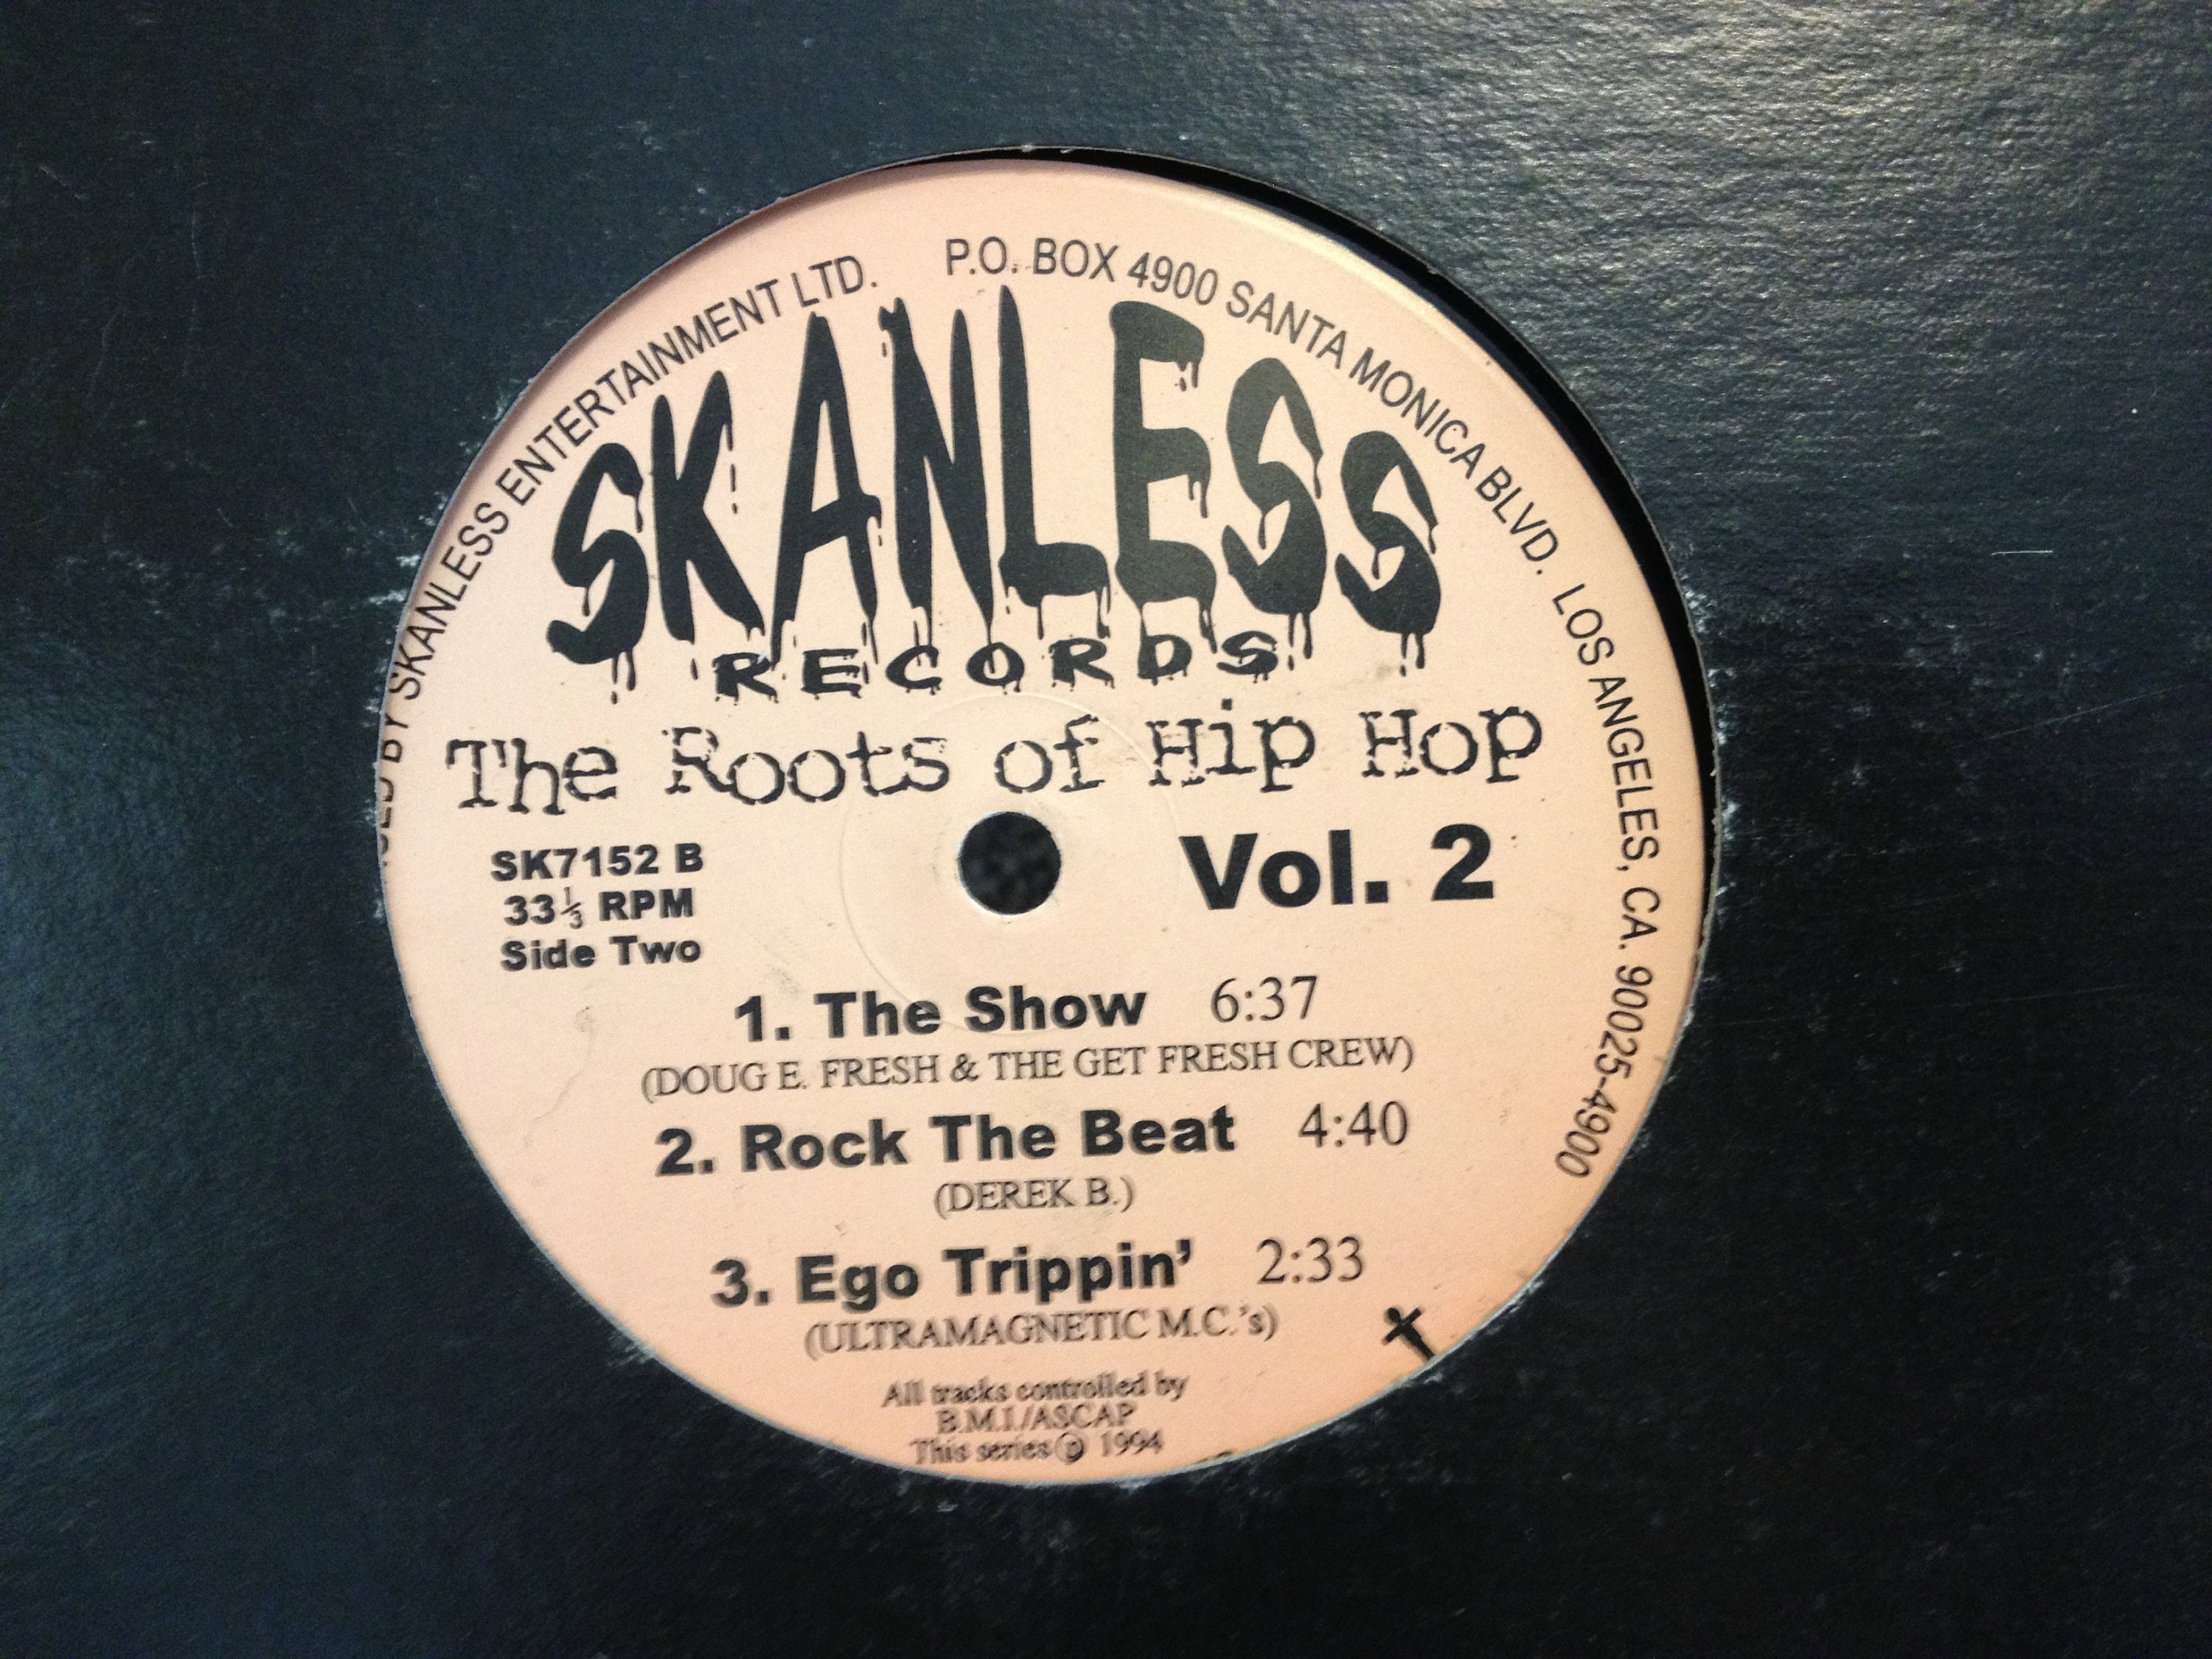 BY SKANLESS ENTERTAINMENT LTD. P.O. BOX 4900 SANTA MONICA BLVD. LOS ANGELES, CA. 90025-4900
SKANLESS
RECORDS
The Roots of Hip Hop
Vol. 2
SK7152 B
33⅓ RPM
Side Two
1. The Show 6:37
(DOUG E. FRESH & THE GET FRESH CREW)
2. Rock The Beat 4:40
(DEREK B.)
3. Ego Trippin' 2:33
(ULTRAMAGNETIC M.C.'s)
All tracks controlled by
B.M.I./ASCAP
This series ℗ 1994